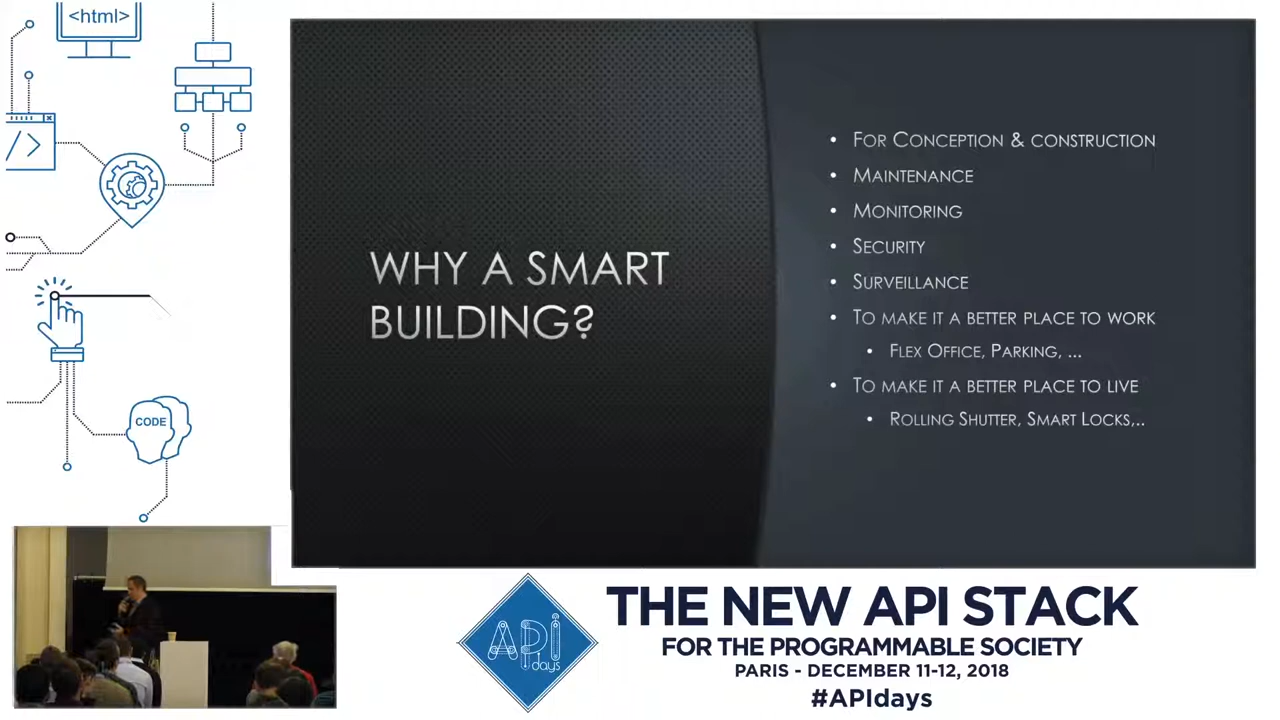 <html>
</>
CODE
WHY A SMART
BUILDING?
• FOR CONCEPTION & CONSTRUCTION
• MAINTENANCE
• MONITORING
• SECURITY
• SURVEILLANCE
• TO MAKE IT A BETTER PLACE TO WORK
• FLEX OFFICE, PARKING, ...
• TO MAKE IT A BETTER PLACE TO LIVE
• ROLLING SHUTTER, SMART LOCKS,..
API
days
THE NEW API STACK
FOR THE PROGRAMMABLE SOCIETY
PARIS - DECEMBER 11-12, 2018
#APIdays